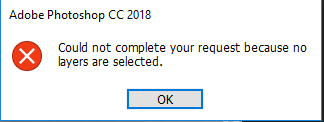 Adobe Photoshop CC 2018
Could not complete your request because no
layers are selected.
OK